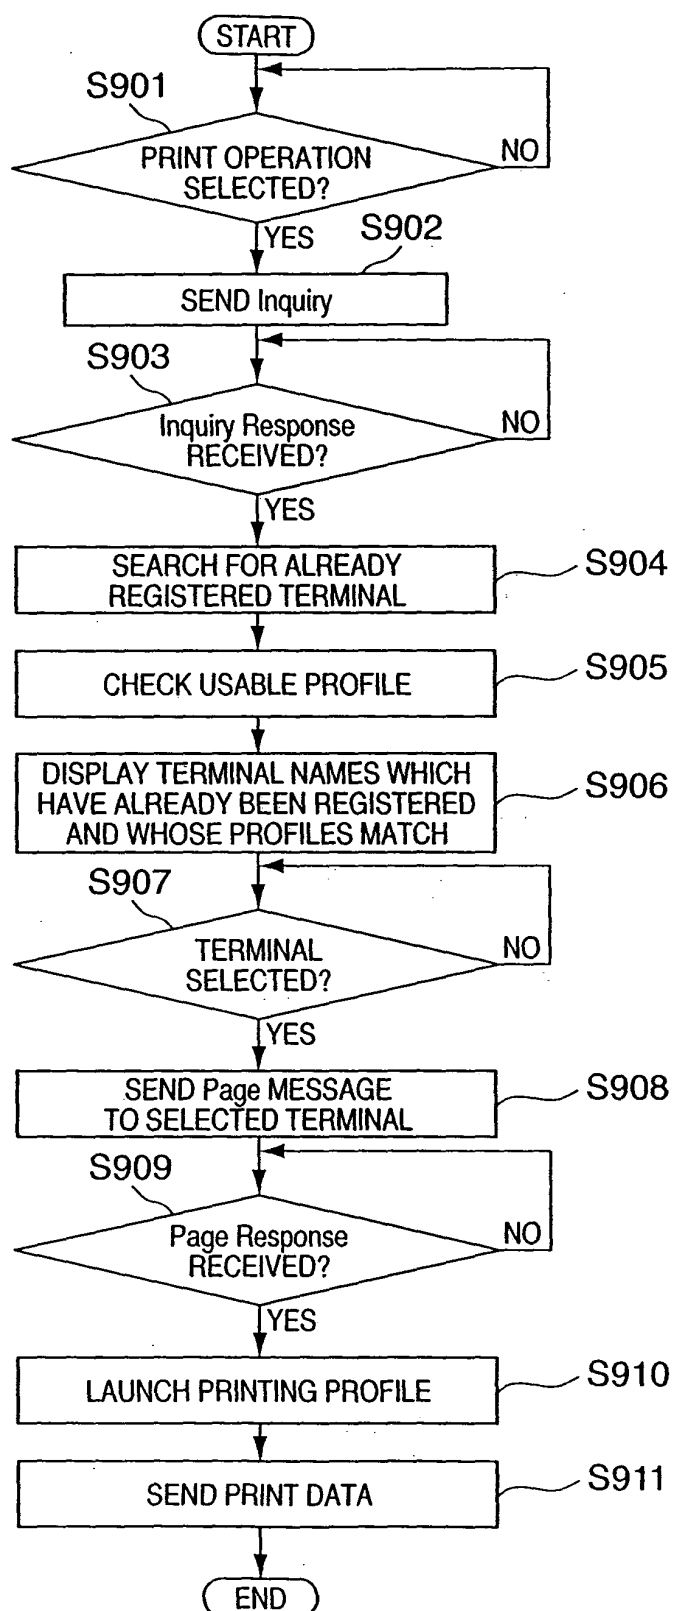 START
S901
PRINT OPERATION
SELECTED?
NO
YES
S902
SEND Inquiry
S903
Inquiry Response
RECEIVED?
NO
YES
SEARCH FOR ALREADY
REGISTERED TERMINAL
S904
CHECK USABLE PROFILE
S905
DISPLAY TERMINAL NAMES WHICH
HAVE ALREADY BEEN REGISTERED
AND WHOSE PROFILES MATCH
S906
S907
TERMINAL
SELECTED?
NO
YES
SEND Page MESSAGE
TO SELECTED TERMINAL
S908
S909
Page Response
RECEIVED?
NO
YES
LAUNCH PRINTING PROFILE
S910
SEND PRINT DATA
S911
END